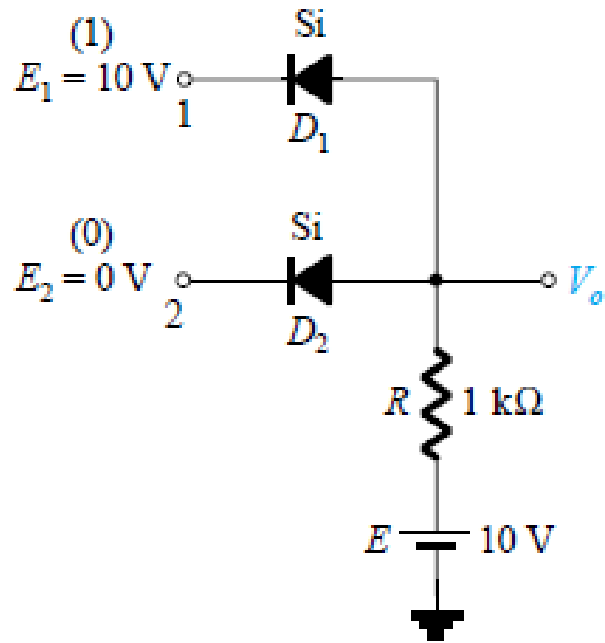 (1)
Si
E₁ = 10 V
1
D₁
(0)
Si
E₂ = 0 V
2
D₂
Vₒ
R
1 kΩ
E
10 V